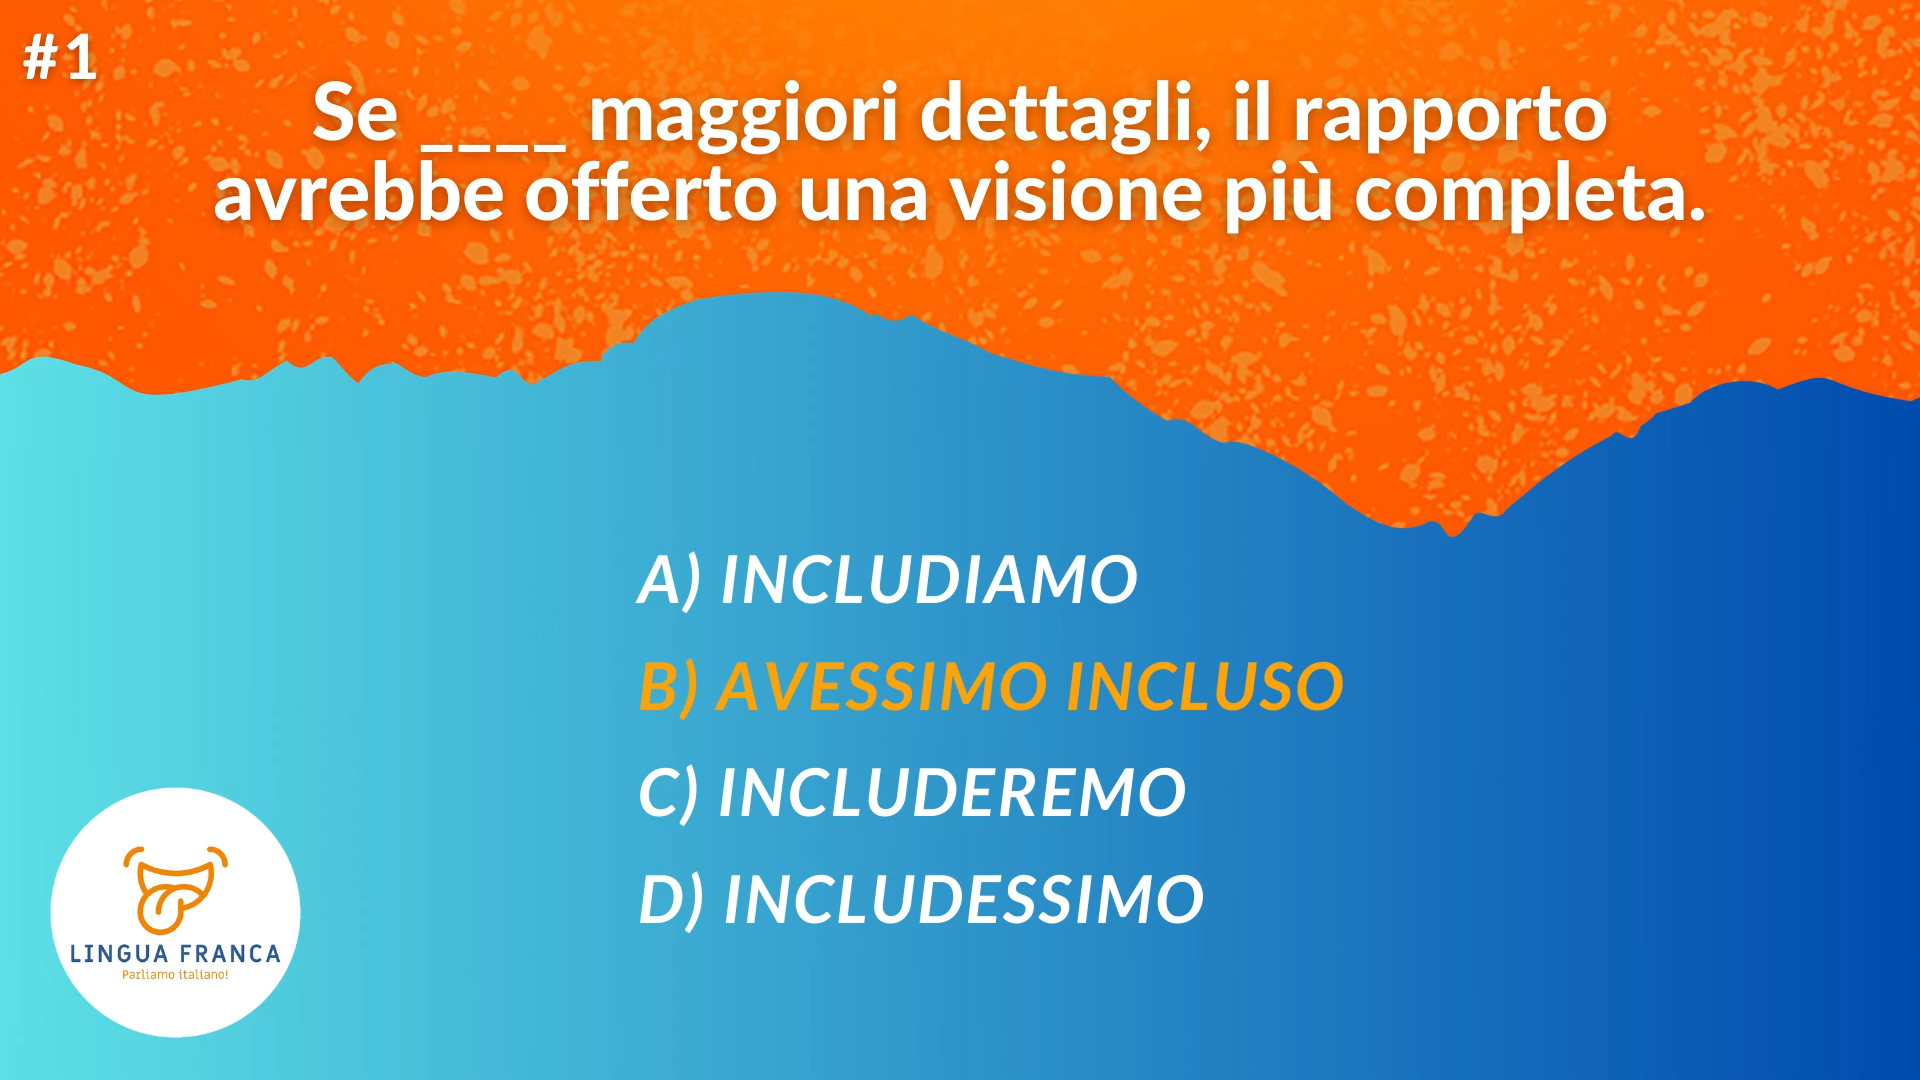 #1
Se ____ maggiori dettagli, il rapporto
avrebbe offerto una visione più completa.
A) INCLUDIAMO
B) AVESSIMO INCLUSO
C) INCLUDEREMO
D) INCLUDESSIMO
LINGUA FRANCA
Parliamo italiano!